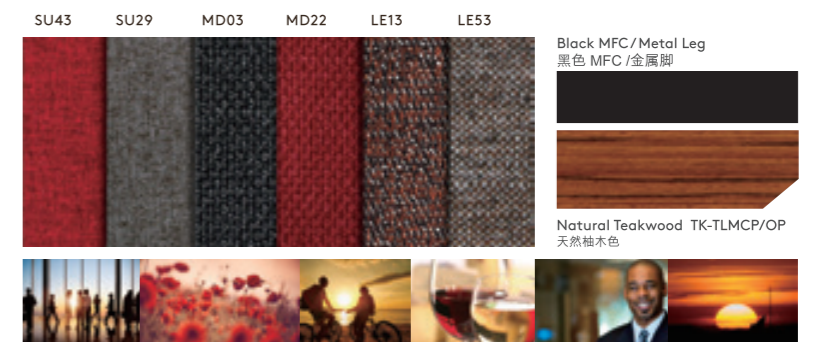 SU43 SU29 MD03 MD22 LE13 LE53
Black MFC/Metal Leg
黑色 MFC /金属脚
Natural Teakwood TK-TLMCP/OP
天然柚木色